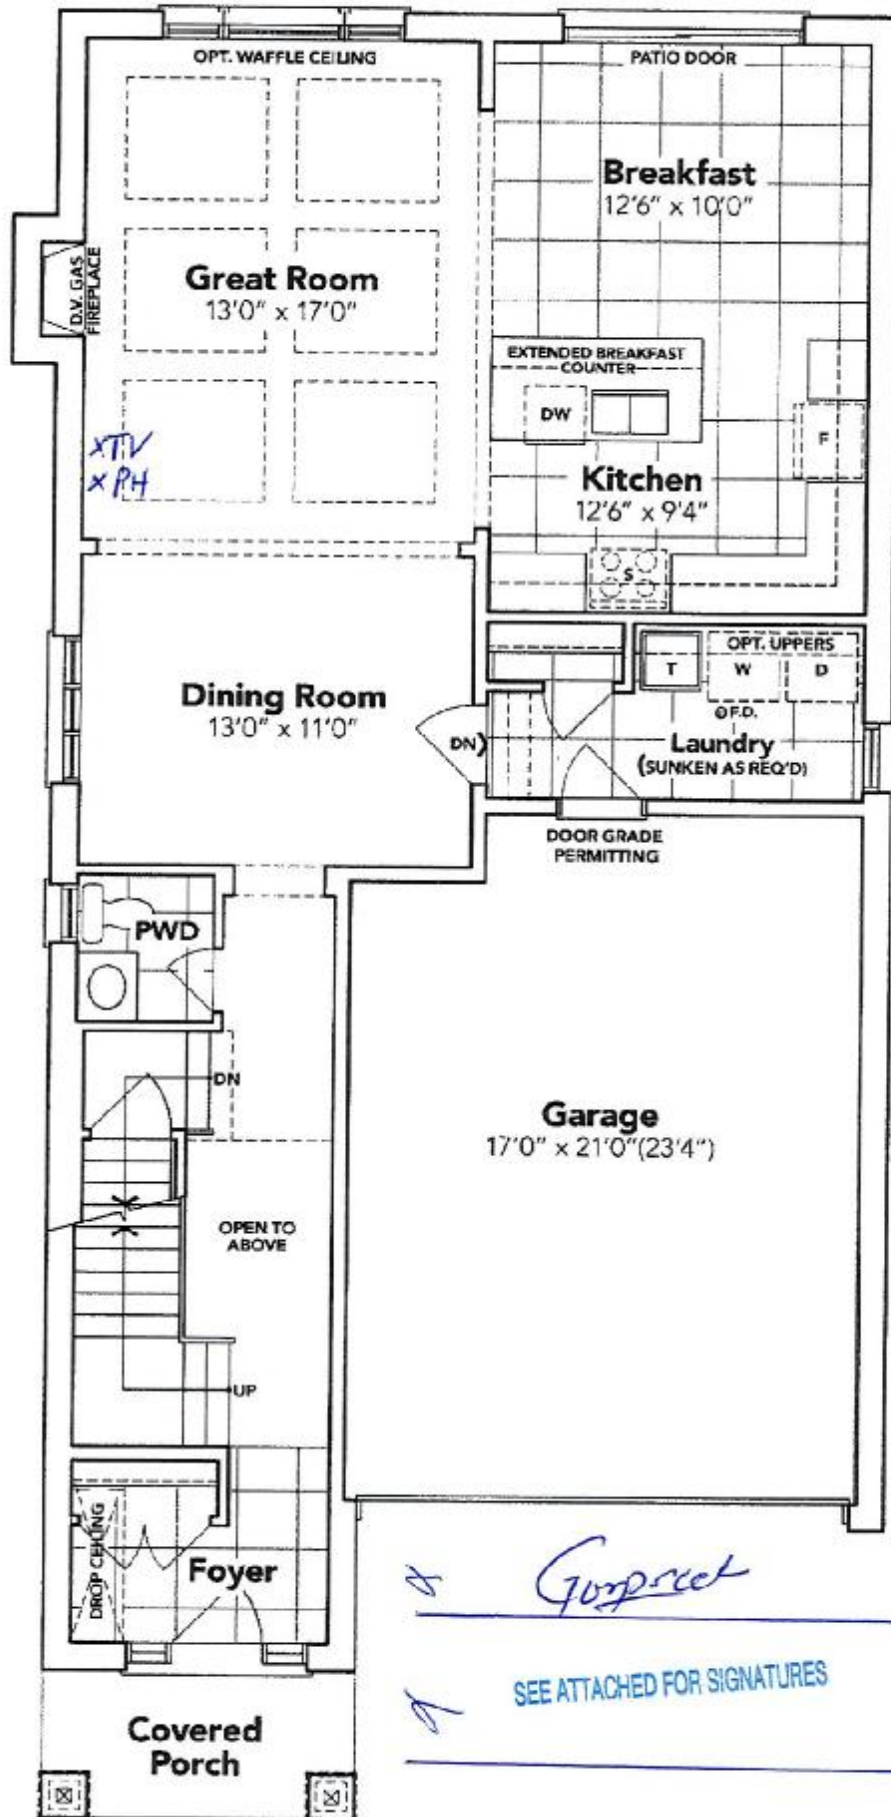 OPT. WAFFLE CEILING
PATIO DOOR
Breakfast
12'6" x 10'0"
D.V. GAS
FIREPLACE
Great Room
13'0" x 17'0"
EXTENDED BREAKFAST
COUNTER
DW
F
xTV
x PH
Kitchen
12'6" x 9'4"
S
OPT. UPPERS
T
W
D
Dining Room
13'0" x 11'0"
F.D.
DN
Laundry
(SUNKEN AS REQ'D)
DOOR GRADE
PERMITTING
PWD
DN
Garage
17'0" x 21'0"(23'4")
OPEN TO
ABOVE
UP
DROP CEILING
Foyer
x Gurpreet
x SEE ATTACHED FOR SIGNATURES
Covered
Porch